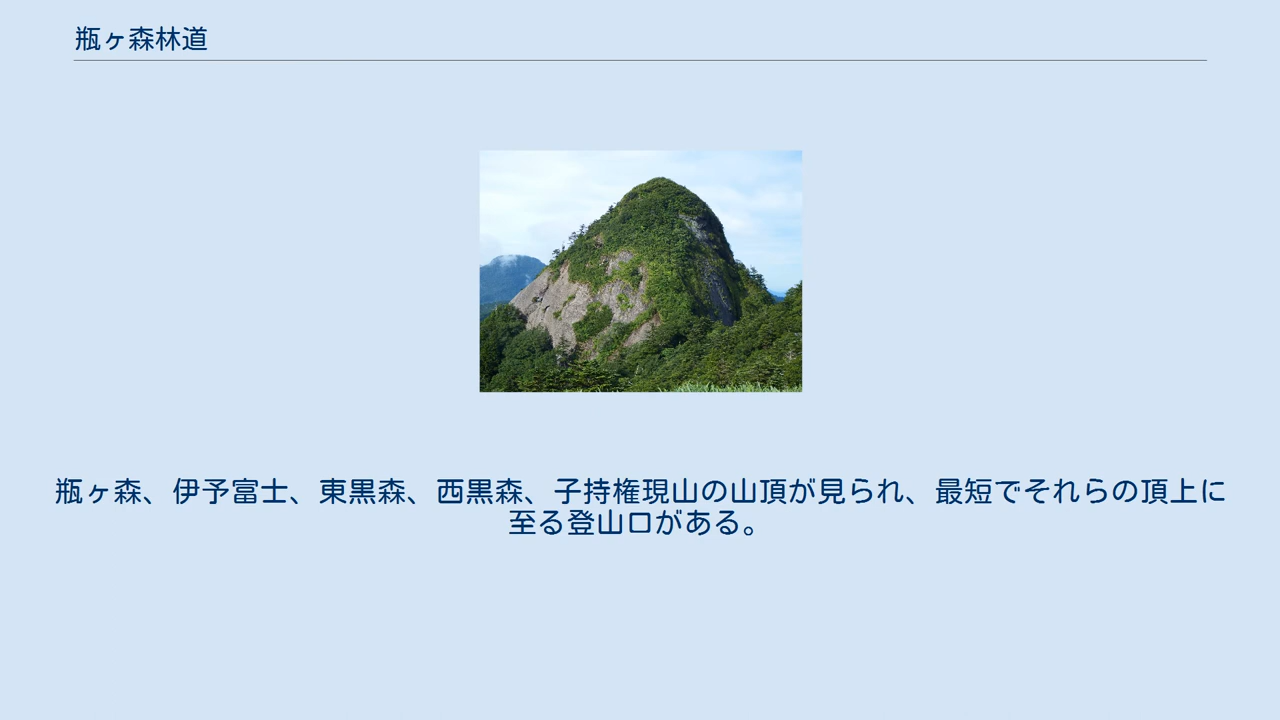 瓶ヶ森林道
瓶ヶ森、伊予富士、東黒森、西黒森、子持権現山の山頂が見られ、最短でそれらの頂上に
至る登山口がある。